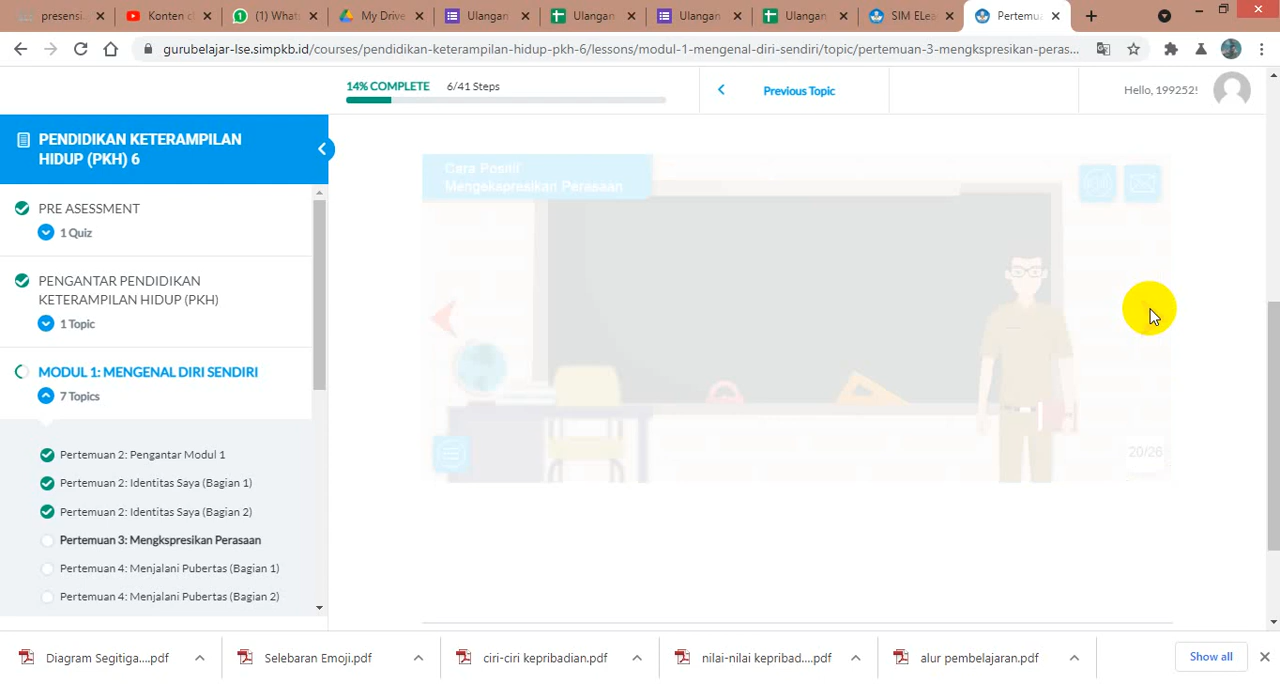 presensi
Konten c
(1) What
My Drive
Ulangan
Ulangan
Ulangan
Ulangan
SIM ELea
Pertemu
gurubelajar-lse.simpkb.id/courses/pendidikan-keterampilan-hidup-pkh-6/lessons/modul-1-mengenal-diri-sendiri/topic/pertemuan-3-mengkspresikan-peras...
14% COMPLETE 6/41 Steps
Previous Topic
Hello, 199252!
PENDIDIKAN KETERAMPILAN
HIDUP (PKH) 6
PRE ASESSMENT
1 Quiz
PENGANTAR PENDIDIKAN
KETERAMPILAN HIDUP (PKH)
1 Topic
MODUL 1: MENGENAL DIRI SENDIRI
7 Topics
Pertemuan 2: Pengantar Modul 1
Pertemuan 2: Identitas Saya (Bagian 1)
Pertemuan 2: Identitas Saya (Bagian 2)
Pertemuan 3: Mengkspresikan Perasaan
Pertemuan 4: Menjalani Pubertas (Bagian 1)
Pertemuan 4: Menjalani Pubertas (Bagian 2)
Cara Positif
Mengekspresikan Perasaan
20/26
Diagram Segitiga....pdf
Selebaran Emoji.pdf
ciri-ciri kepribadian.pdf
nilai-nilai kepribad....pdf
alur pembelajaran.pdf
Show all